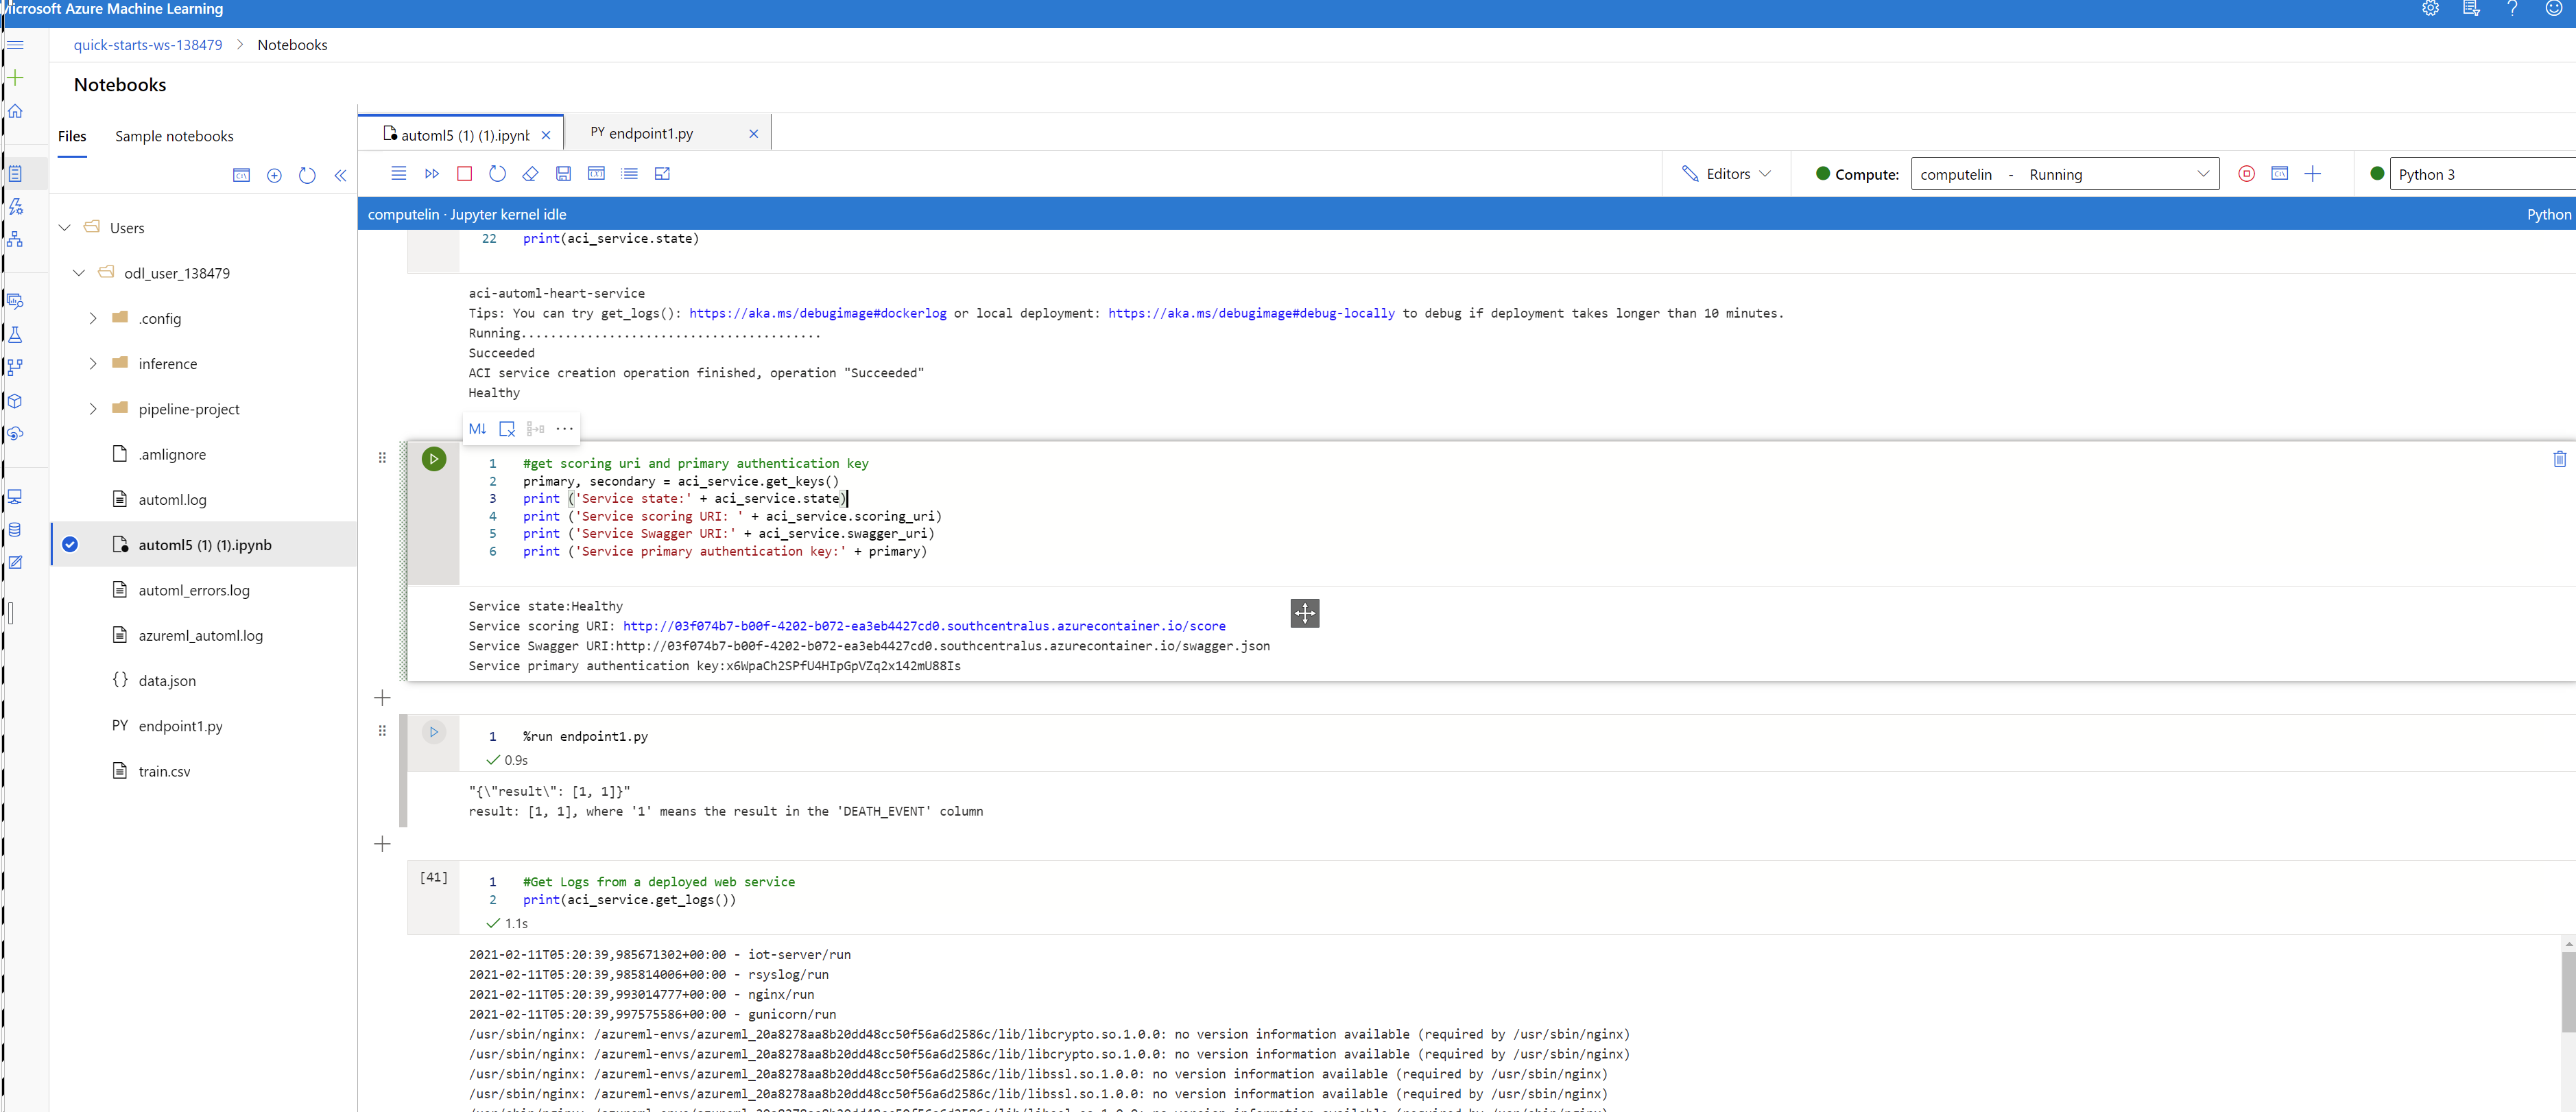 Microsoft Azure Machine Learning
quick-starts-ws-138479 > Notebooks
Notebooks
Files
Sample notebooks
Users
odl_user_138479
.config
inference
pipeline-project
.amlignore
automl.log
automl5 (1) (1).ipynb
automl_errors.log
azureml_automl.log
{} data.json
PY endpoint1.py
train.csv
automl5 (1) (1).ipynb
PY endpoint1.py
Editors
Compute:
computelin - Running
Python 3
computelin · Jupyter kernel idle
Python
22 print(aci_service.state)
aci-automl-heart-service
Tips: You can try get_logs(): https://aka.ms/debugimage#dockerlog or local deployment: https://aka.ms/debugimage#debug-locally to debug if deployment takes longer than 10 minutes.
Running.........................................
Succeeded
ACI service creation operation finished, operation "Succeeded"
Healthy
M↓ ...
1 #get scoring uri and primary authentication key
2 primary, secondary = aci_service.get_keys()
3 print ('Service state:' + aci_service.state)
4 print ('Service scoring URI: ' + aci_service.scoring_uri)
5 print ('Service Swagger URI:' + aci_service.swagger_uri)
6 print ('Service primary authentication key:' + primary)
Service state:Healthy
Service scoring URI: http://03f074b7-b00f-4202-b072-ea3eb4427cd0.southcentralus.azurecontainer.io/score
Service Swagger URI:http://03f074b7-b00f-4202-b072-ea3eb4427cd0.southcentralus.azurecontainer.io/swagger.json
Service primary authentication key:x6WpaCh2SPfU4HIpGpVZq2x142mU88Is
1 %run endpoint1.py
0.9s
"{\"result\": [1, 1]}"
result: [1, 1], where '1' means the result in the 'DEATH_EVENT' column
[41]
1 #Get Logs from a deployed web service
2 print(aci_service.get_logs())
1.1s
2021-02-11T05:20:39,985671302+00:00 - iot-server/run
2021-02-11T05:20:39,985814006+00:00 - rsyslog/run
2021-02-11T05:20:39,993014777+00:00 - nginx/run
2021-02-11T05:20:39,997575586+00:00 - gunicorn/run
/usr/sbin/nginx: /azureml-envs/azureml_20a8278aa8b20dd48cc50f56a6d2586c/lib/libcrypto.so.1.0.0: no version information available (required by /usr/sbin/nginx)
/usr/sbin/nginx: /azureml-envs/azureml_20a8278aa8b20dd48cc50f56a6d2586c/lib/libcrypto.so.1.0.0: no version information available (required by /usr/sbin/nginx)
/usr/sbin/nginx: /azureml-envs/azureml_20a8278aa8b20dd48cc50f56a6d2586c/lib/libssl.so.1.0.0: no version information available (required by /usr/sbin/nginx)
/usr/sbin/nginx: /azureml-envs/azureml_20a8278aa8b20dd48cc50f56a6d2586c/lib/libssl.so.1.0.0: no version information available (required by /usr/sbin/nginx)